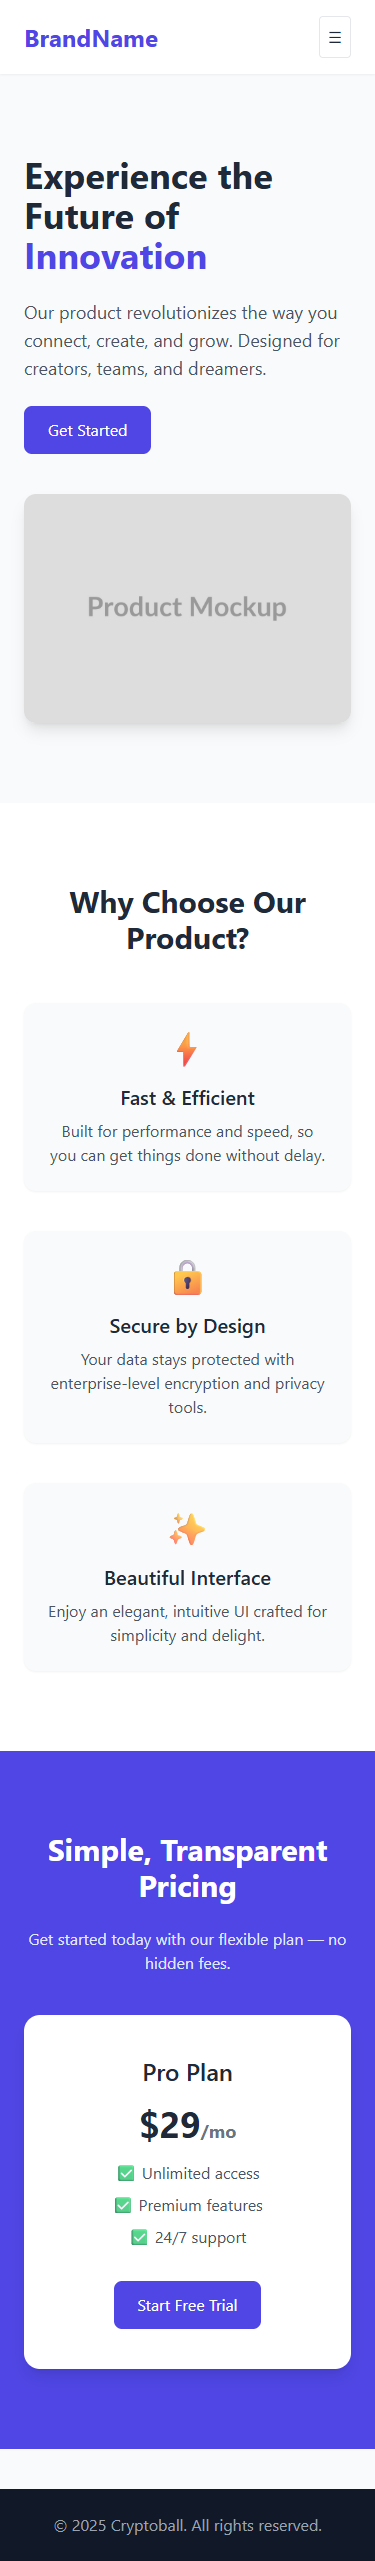 BrandName
☰
Experience the
Future of
Innovation
Our product revolutionizes the way you
connect, create, and grow. Designed for
creators, teams, and dreamers.
Get Started
Product Mockup
Why Choose Our
Product?
Fast & Efficient
Built for performance and speed, so
you can get things done without delay.
Secure by Design
Your data stays protected with
enterprise-level encryption and privacy
tools.
Beautiful Interface
Enjoy an elegant, intuitive UI crafted for
simplicity and delight.
Simple, Transparent
Pricing
Get started today with our flexible plan — no
hidden fees.
Pro Plan
$29/mo
✅ Unlimited access
✅ Premium features
✅ 24/7 support
Start Free Trial
© 2025 Cryptoball. All rights reserved.